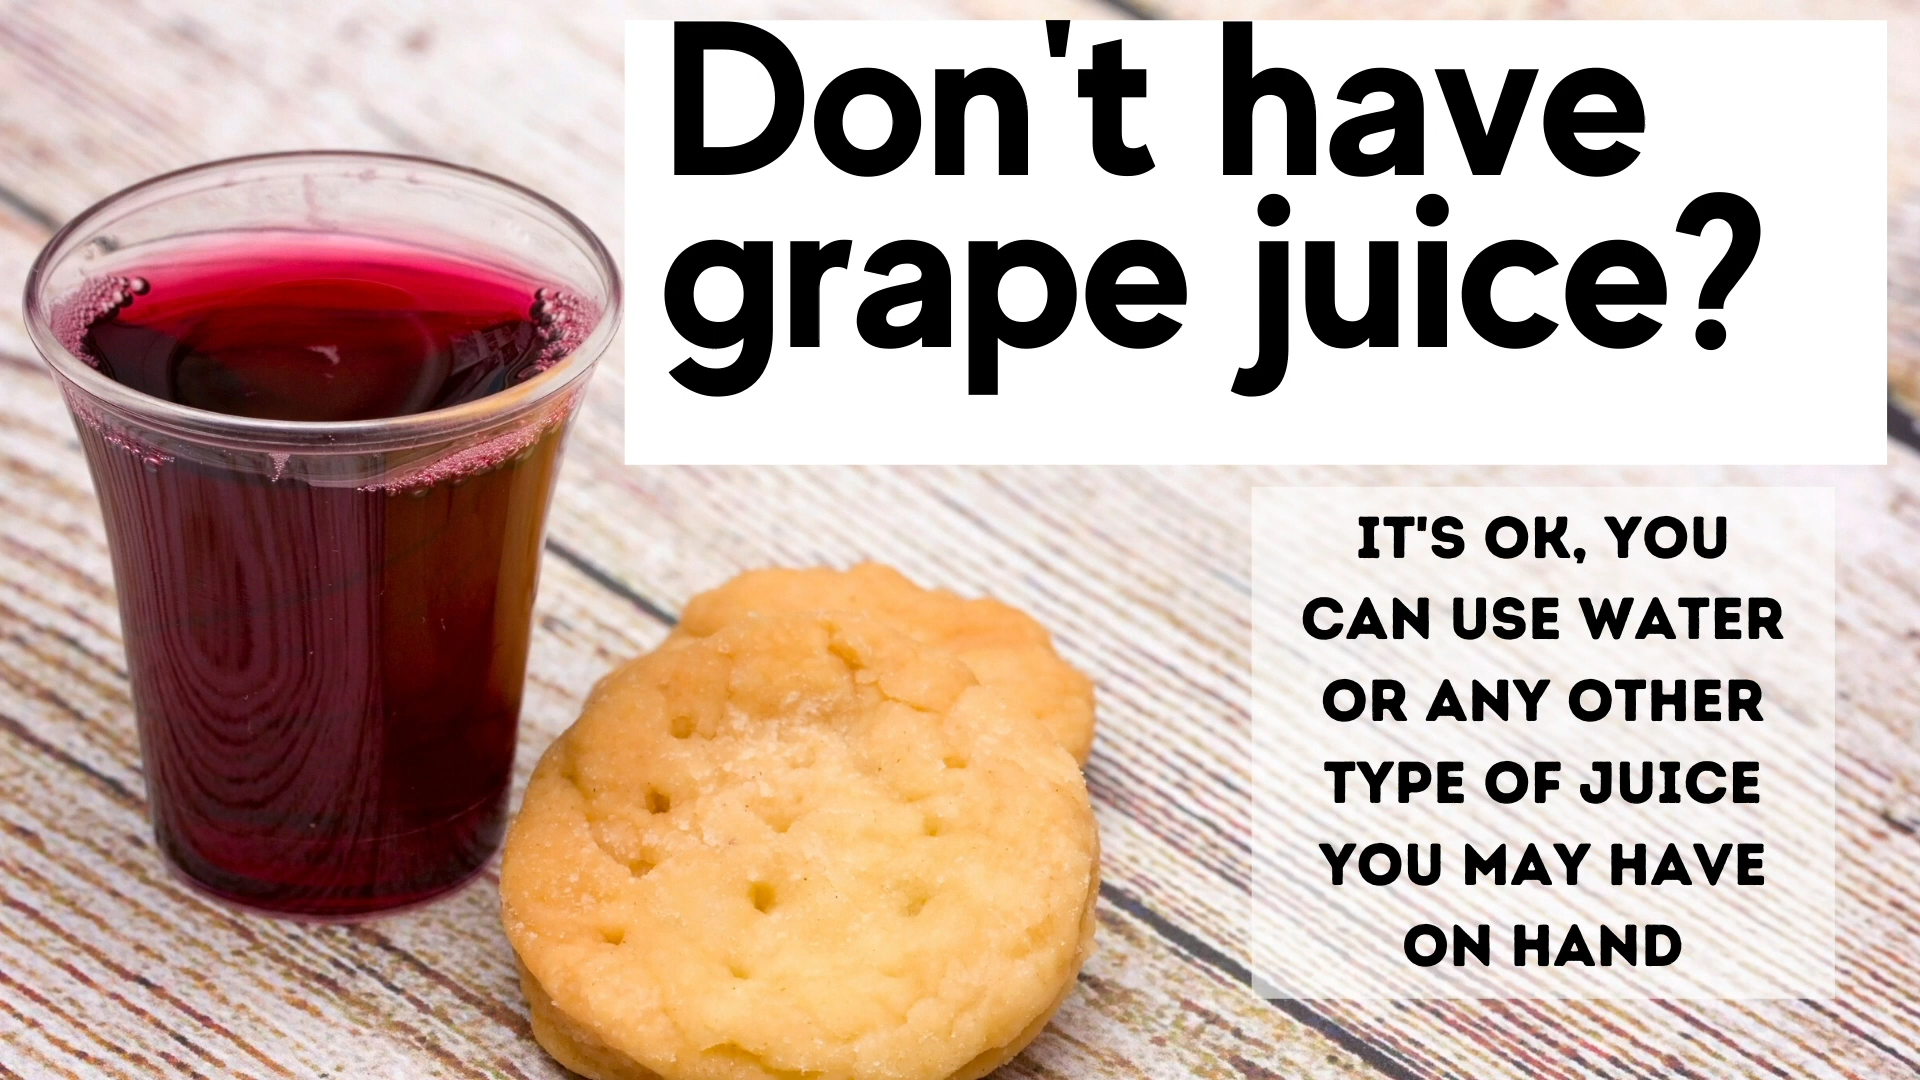 Don't have
grape juice?
IT'S OK, YOU
CAN USE WATER
OR ANY OTHER
TYPE OF JUICE
YOU MAY HAVE
ON HAND